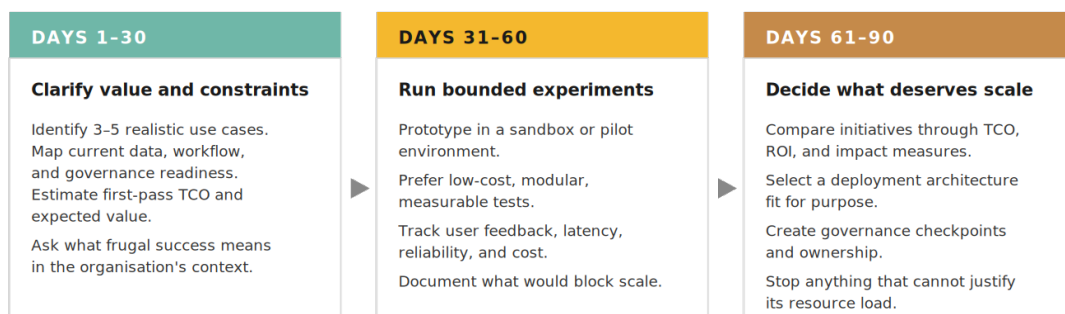 DAYS 1–30
Clarify value and constraints
Identify 3–5 realistic use cases.
Map current data, workflow,
and governance readiness.
Estimate first-pass TCO and
expected value.
Ask what frugal success means
in the organisation's context.
DAYS 31–60
Run bounded experiments
Prototype in a sandbox or pilot
environment.
Prefer low-cost, modular,
measurable tests.
Track user feedback, latency,
reliability, and cost.
Document what would block scale.
DAYS 61–90
Decide what deserves scale
Compare initiatives through TCO,
ROI, and impact measures.
Select a deployment architecture
fit for purpose.
Create governance checkpoints
and ownership.
Stop anything that cannot justify
its resource load.